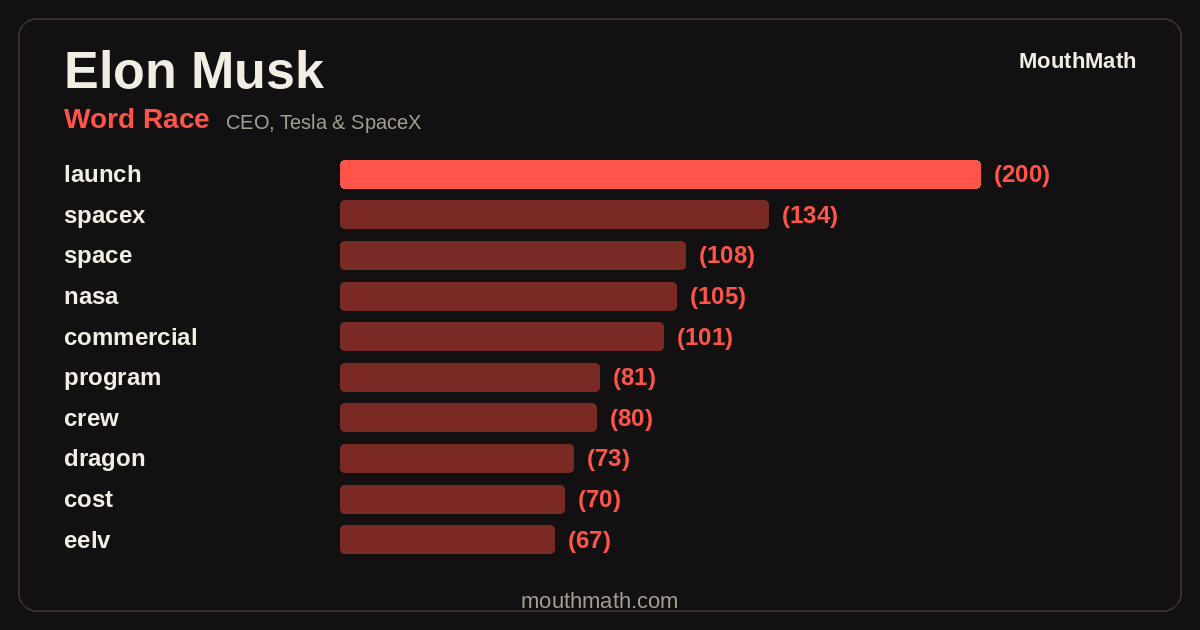 Elon Musk
MouthMath
Word Race CEO, Tesla & SpaceX
launch (200)
spacex (134)
space (108)
nasa (105)
commercial (101)
program (81)
crew (80)
dragon (73)
cost (70)
eelv (67)
mouthmath.com